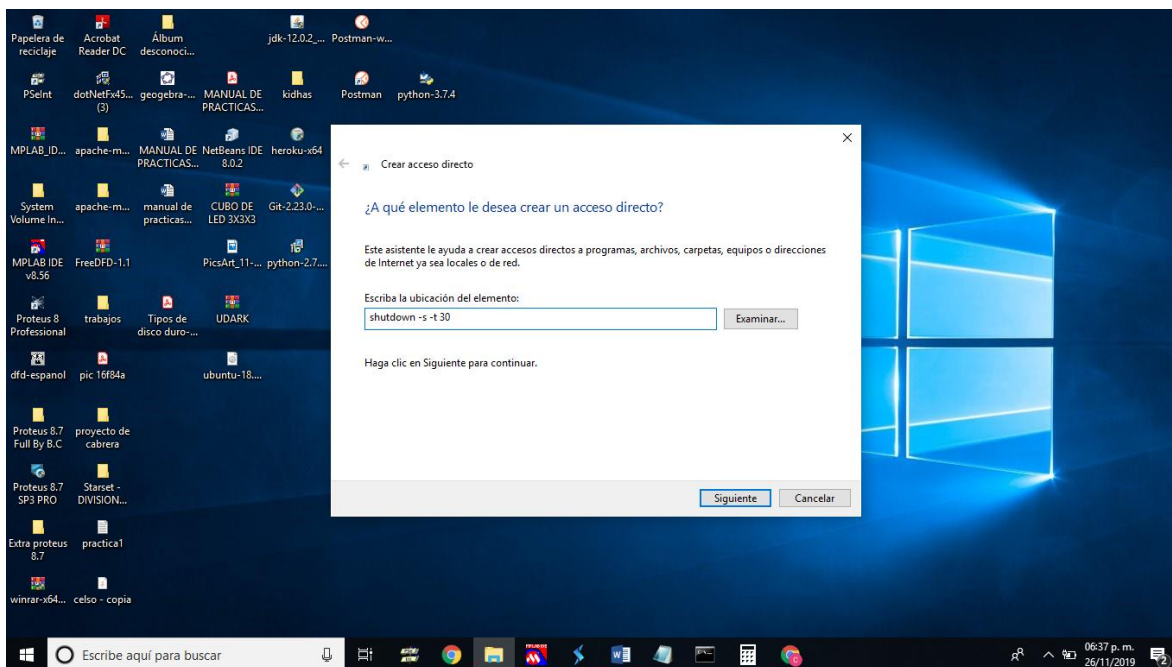 Papelera de reciclaje
Acrobat Reader DC
Álbum desconoci...
jdk-12.0.2_...
Postman-w...
PSeInt
dotNetFx45... (3)
geogebra-...
MANUAL DE PRACTICAS...
kidhas
Postman
python-3.7.4
MPLAB_ID...
apache-m...
MANUAL DE PRACTICAS...
NetBeans IDE 8.0.2
heroku-x64
System Volume In...
apache-m...
manual de practicas...
CUBO DE LED 3X3X3
Git-2.23.0-...
MPLAB IDE v8.56
FreeDFD-1.1
PicsArt_11-...
python-2.7....
Proteus 8 Professional
trabajos
Tipos de disco duro-...
UDARK
dfd-espanol
pic 16f84a
ubuntu-18....
Proteus 8.7 Full By B.C
proyecto de cabrera
Proteus 8.7 SP3 PRO
Starset - DIVISION...
Extra proteus 8.7
practica1
winrar-x64...
celso - copia
Crear acceso directo
¿A qué elemento le desea crear un acceso directo?
Este asistente le ayuda a crear accesos directos a programas, archivos, carpetas, equipos o direcciones
de Internet ya sea locales o de red.
Escriba la ubicación del elemento:
shutdown -s -t 30
Examinar...
Haga clic en Siguiente para continuar.
Siguiente
Cancelar
Escribe aquí para buscar
06:37 p. m.
26/11/2019